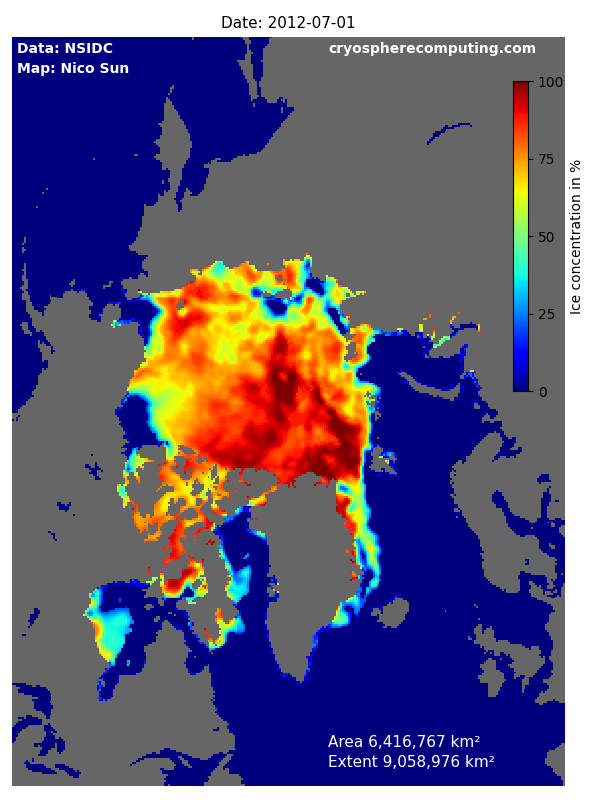 Date: 2012-07-01
Data: NSIDC
Map: Nico Sun
cryospherecomputing.com
100
75
50
25
0
Ice concentration in %
Area 6,416,767 km²
Extent 9,058,976 km²